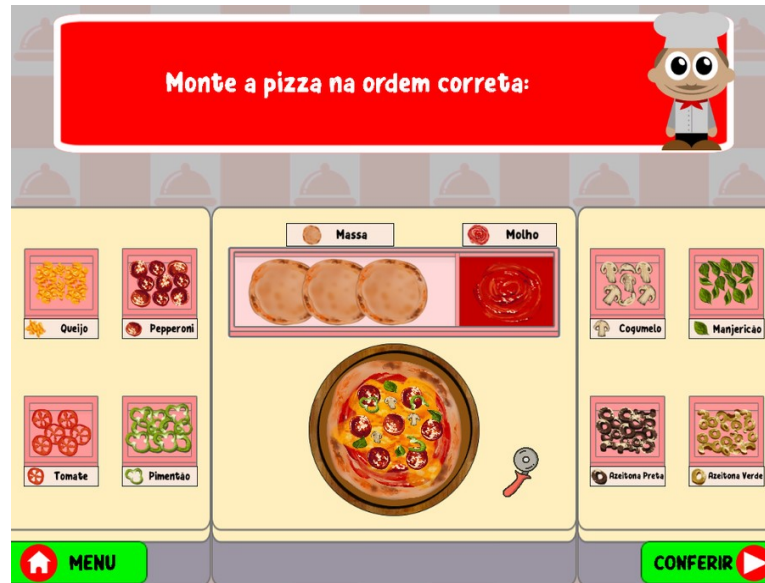 Monte a pizza na ordem correta:
Massa
Molho
Queijo
Pepperoni
Cogumelo
Manjericão
Tomate
Pimentão
Azeitona Preta
Azeitona Verde
MENU
CONFERIR